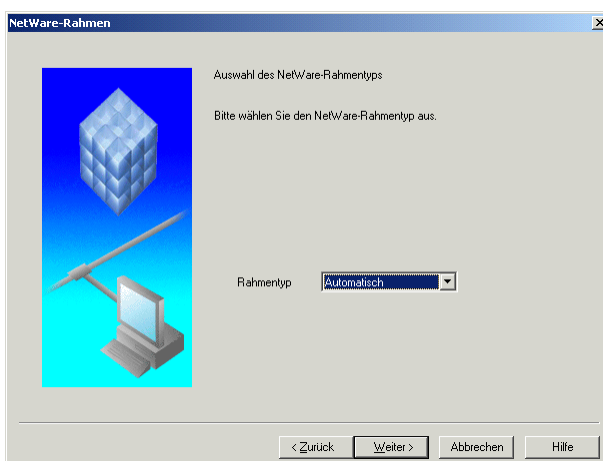 NetWare-Rahmen
Auswahl des NetWare-Rahmentyps
Bitte wählen Sie den NetWare-Rahmentyp aus.
Rahmentyp Automatisch
< Zurück Weiter > Abbrechen Hilfe